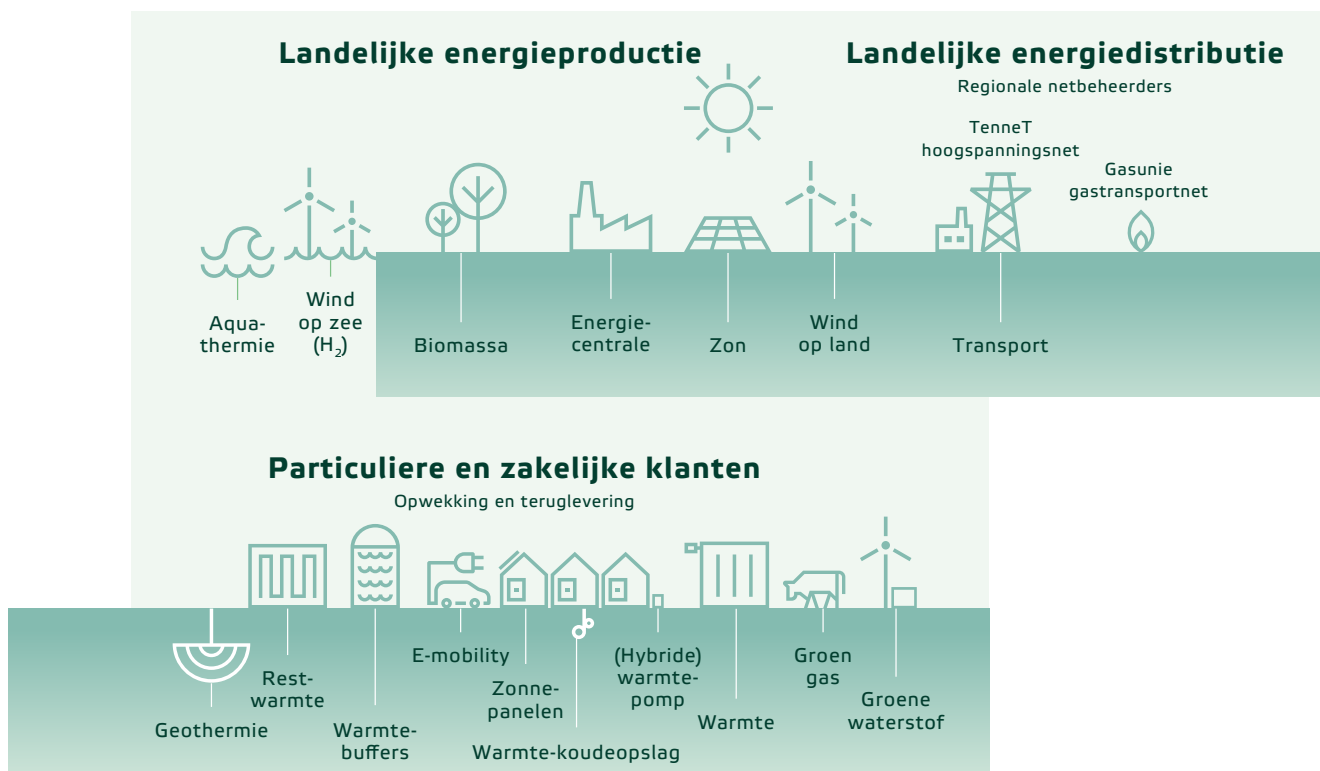 Landelijke energieproductie
Landelijke energiedistributie
Regionale netbeheerders
TenneT
hoogspanningsnet
Gasunie
gastransportnet
Aqua-
thermie
Wind
op zee
(H₂)
Biomassa
Energie-
centrale
Zon
Wind
op land
Transport
Particuliere en zakelijke klanten
Opwekking en teruglevering
Geothermie
Rest-
warmte
Warmte-
buffers
E-mobility
Zonne-
panelen
Warmte-koudeopslag
(Hybride)
warmte-
pomp
Warmte
Groen
gas
Groene
waterstof